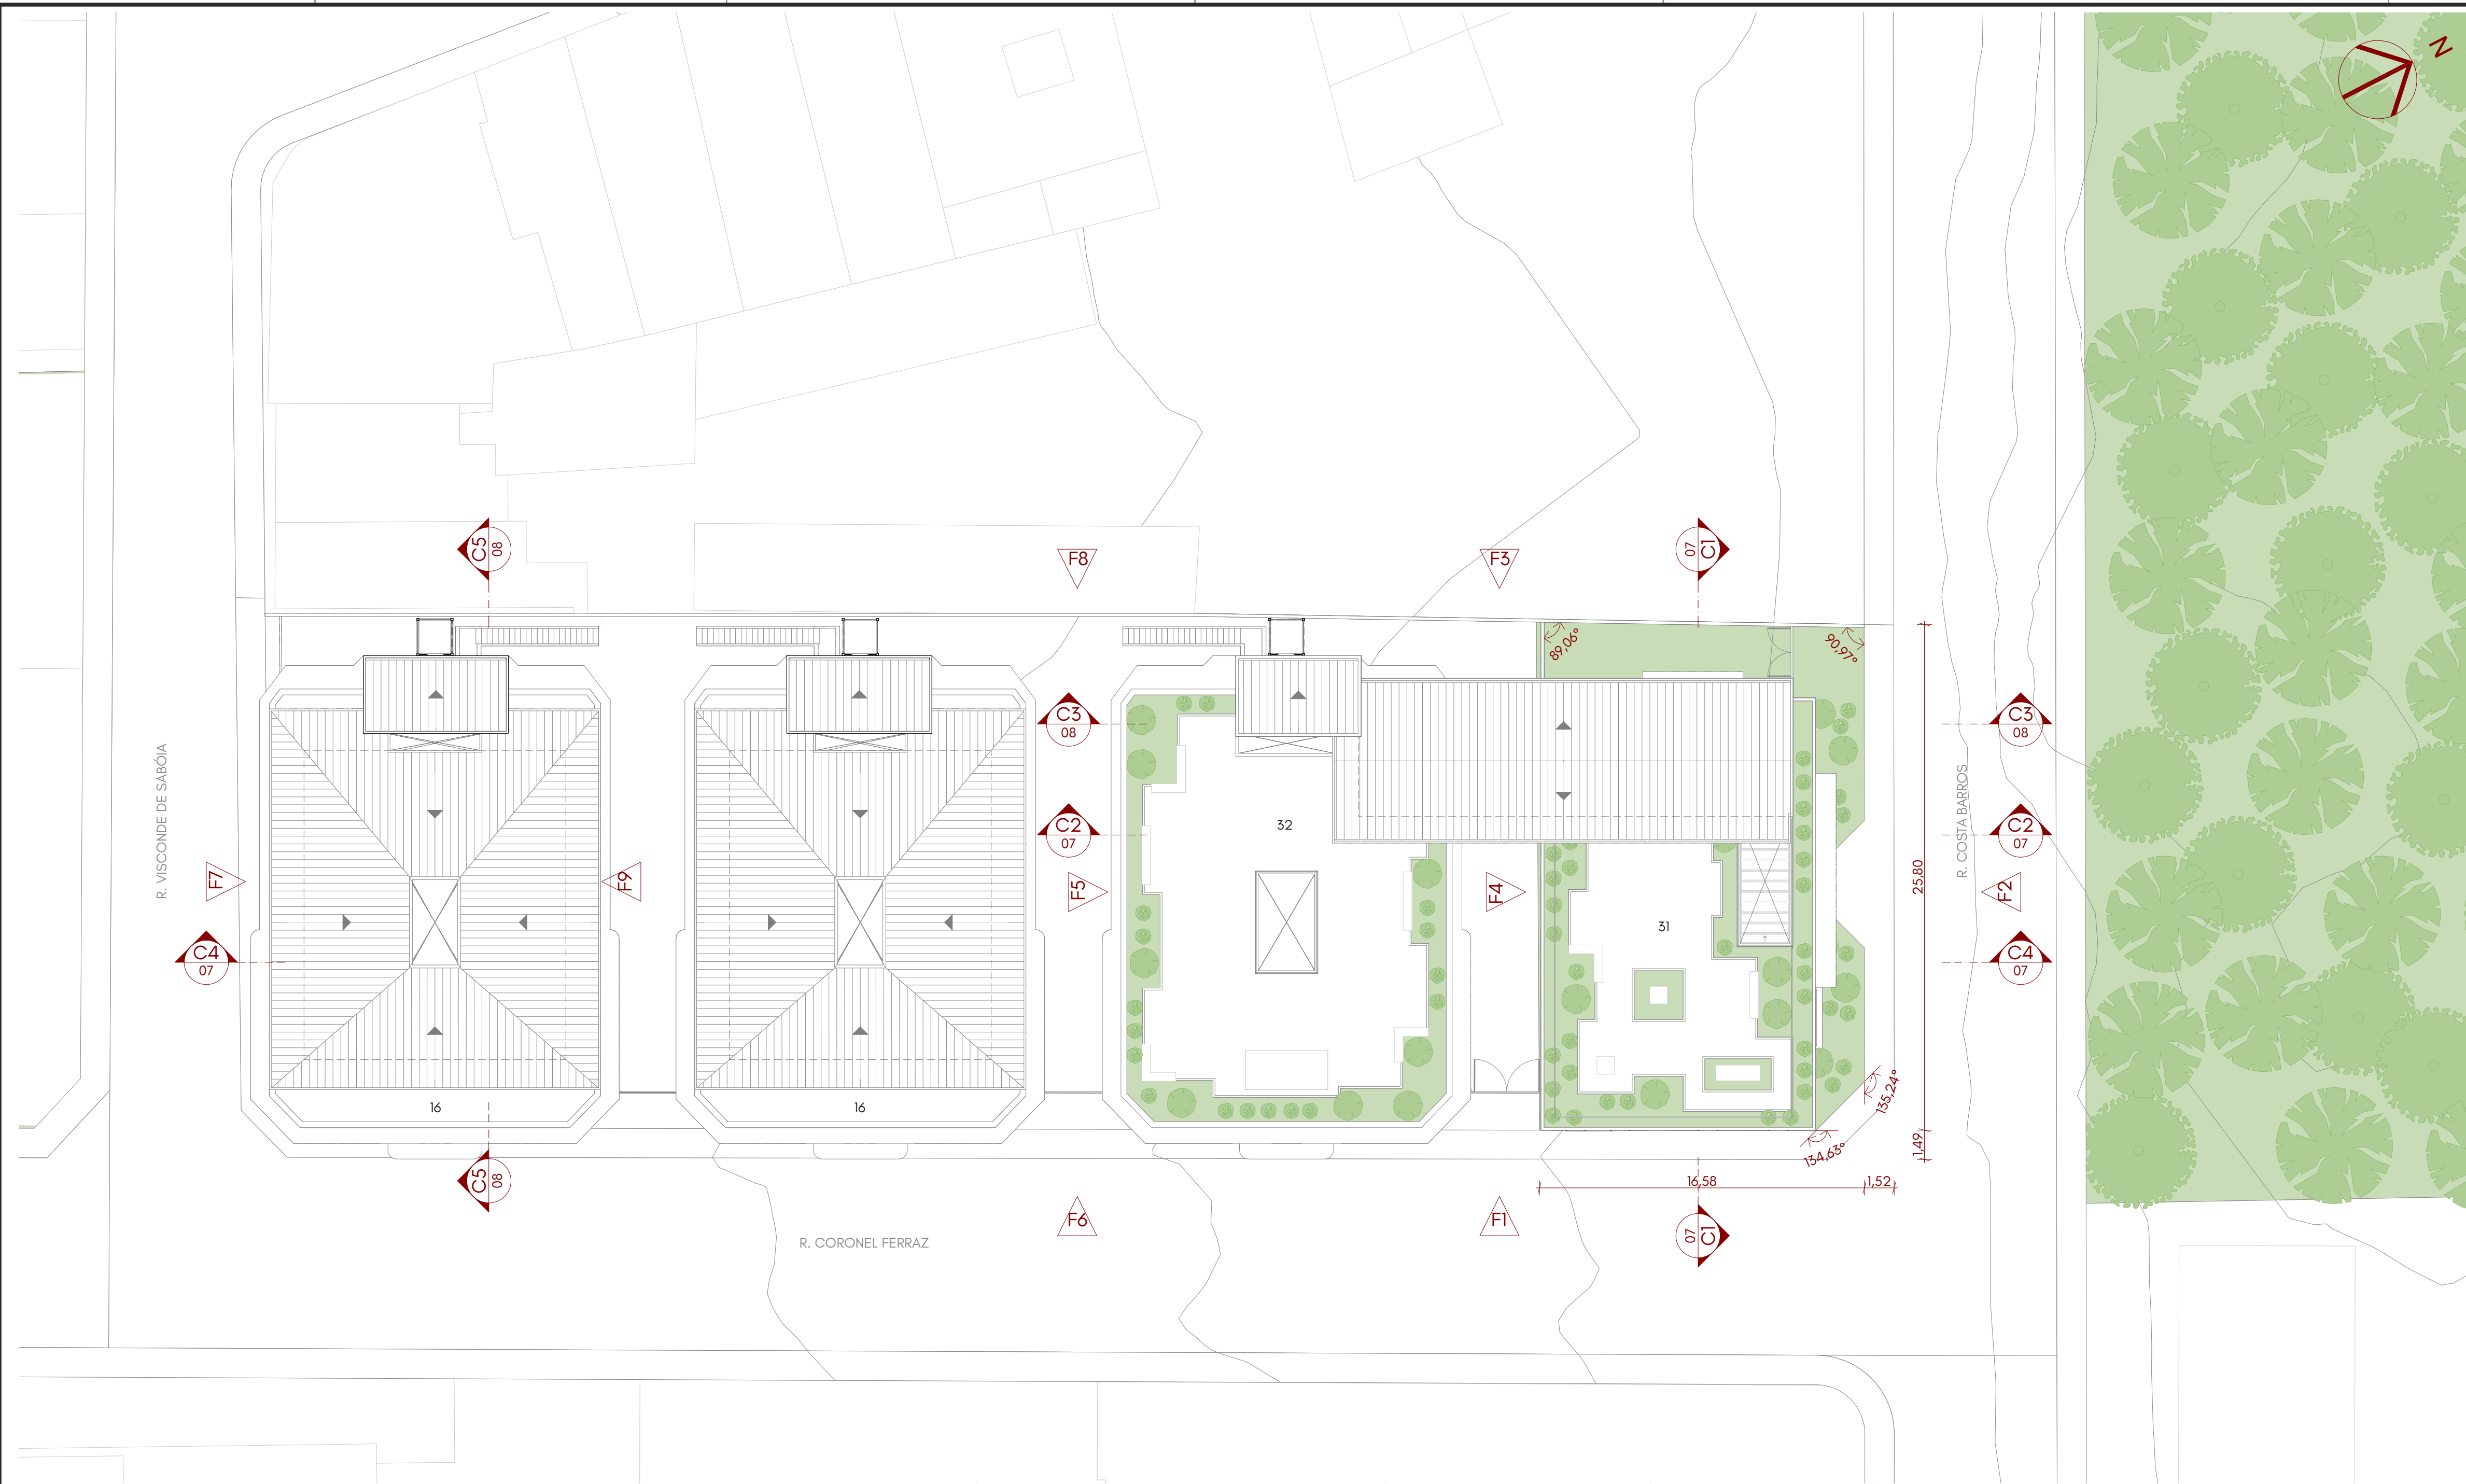 N
C5
08
F8
F3
07
C1
89,06°
90,97°
C3
08
C3
08
R. VISCONDE DE SABÓIA
R. COSTA BARROS
32
C2
07
C2
07
F7
F9
F5
F4
F2
25,80
31
C4
07
C4
07
16
16
135,24°
134,63°
1,49
C5
08
16,58
1,52
F6
F1
07
C1
R. CORONEL FERRAZ